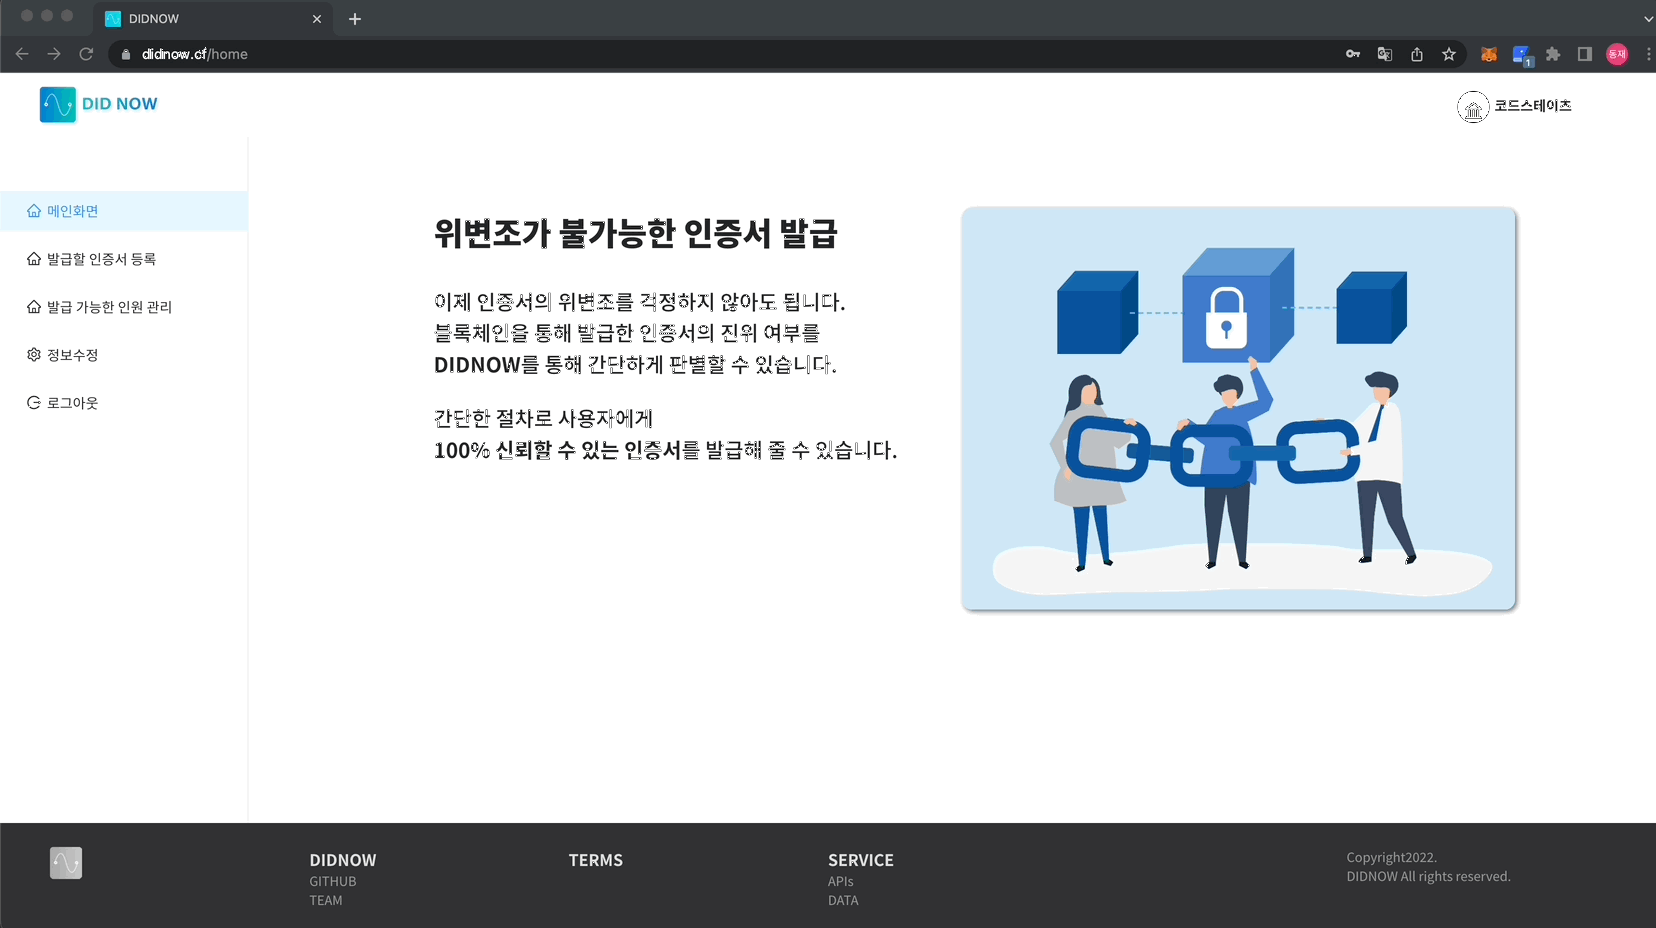 DIDNOW
didnow.cf/home
1
동재
DID NOW
코드스테이츠
메인화면
발급할 인증서 등록
발급 가능한 인원 관리
정보수정
로그아웃
위변조가 불가능한 인증서 발급
이제 인증서의 위변조를 걱정하지 않아도 됩니다.
블록체인을 통해 발급한 인증서의 진위 여부를
DIDNOW를 통해 간단하게 판별할 수 있습니다.
간단한 절차로 사용자에게
100% 신뢰할 수 있는 인증서를 발급해 줄 수 있습니다.
DIDNOW
GITHUB
TEAM
TERMS
SERVICE
APIs
DATA
Copyright2022.
DIDNOW All rights reserved.